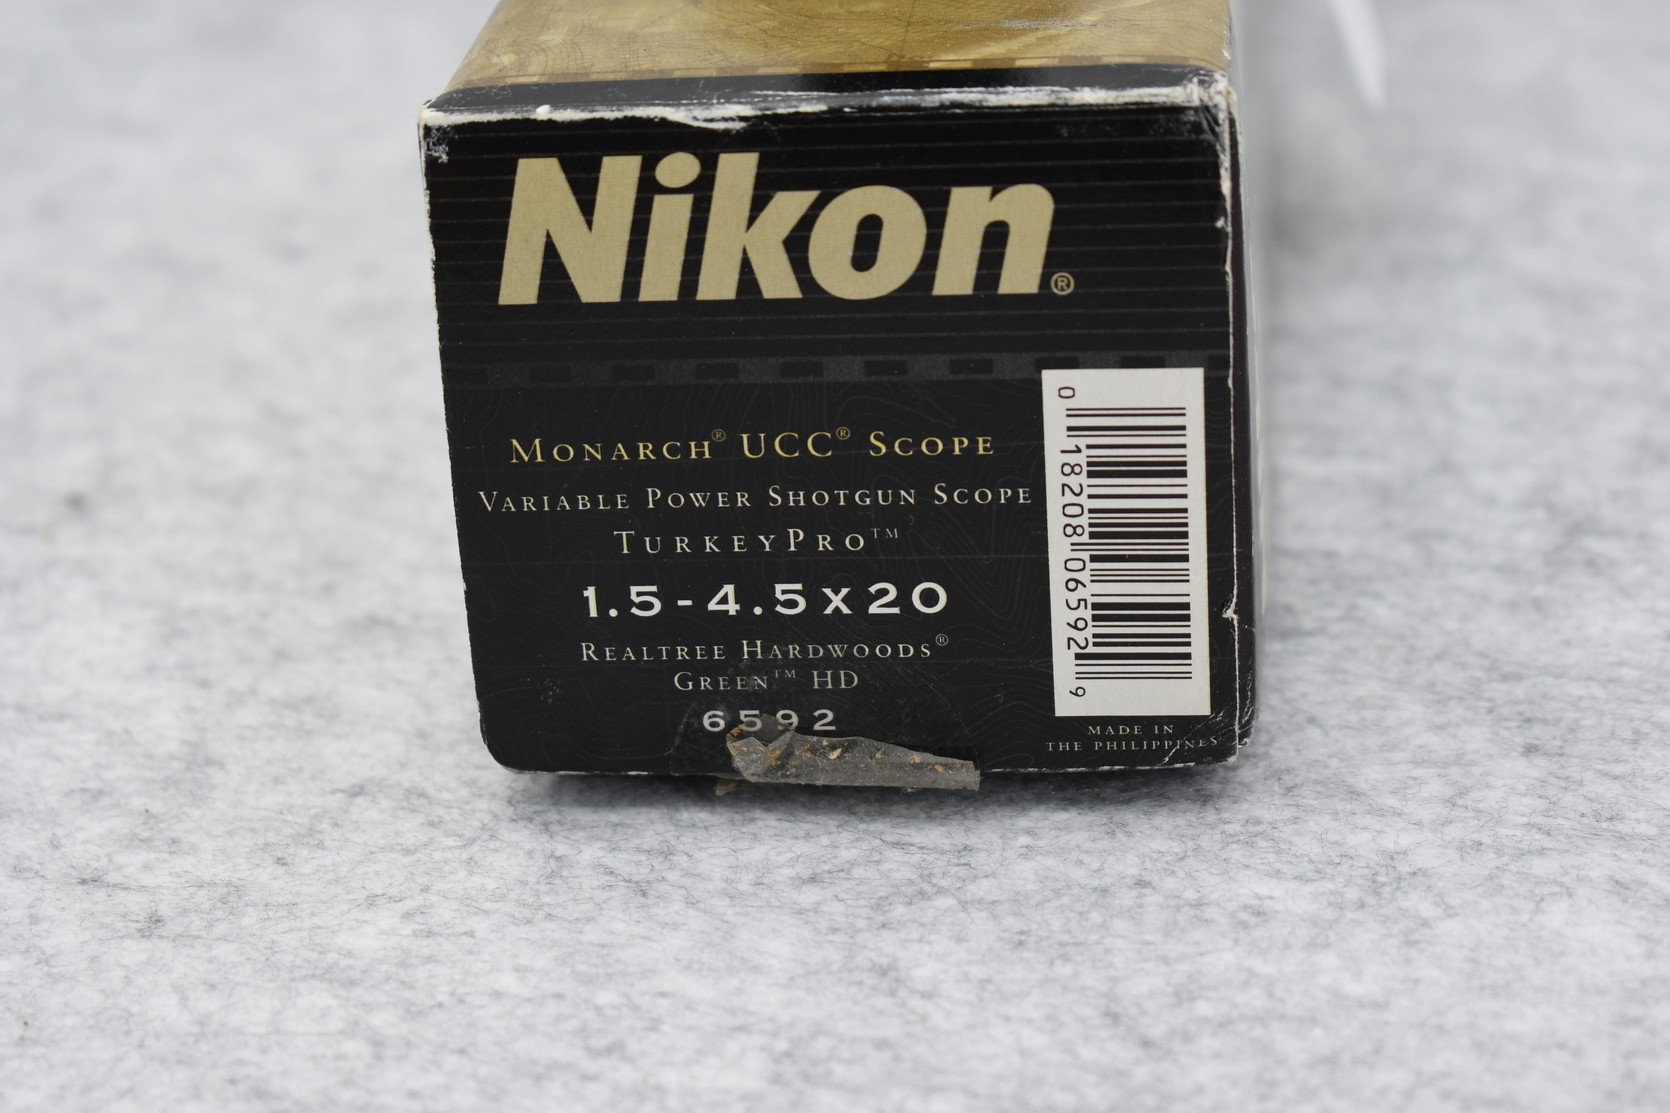 Nikon®
MONARCH® UCC® SCOPE
VARIABLE POWER SHOTGUN SCOPE
TURKEYPRO™
1.5-4.5x20
REALTREE HARDWOODS®
GREEN™ HD
6592
0 18208 06592 9
MADE IN
THE PHILIPPINES